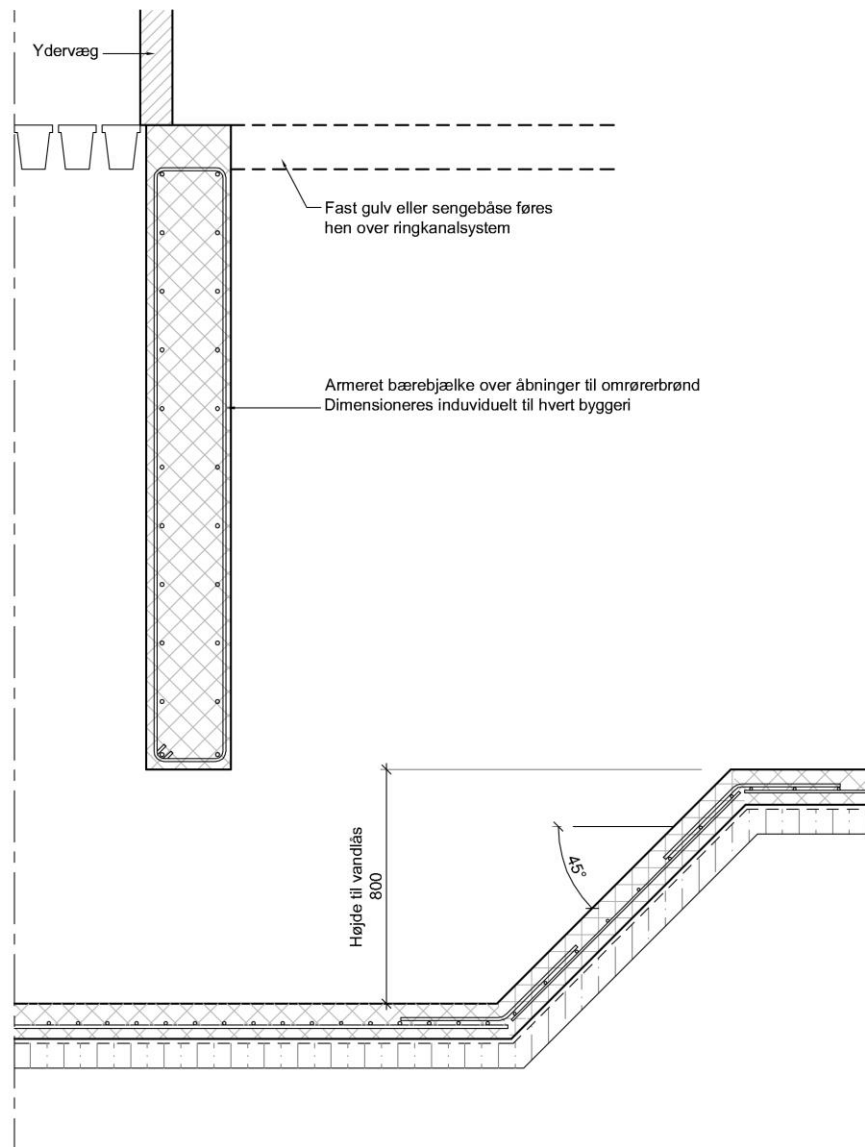 Ydervæg
Fast gulv eller sengebåse føres
hen over ringkanalsystem
Armeret bærebjælke over åbninger til omrørerbrønd
Dimensioneres induviduelt til hvert byggeri
Højde til vandlås
800
45°